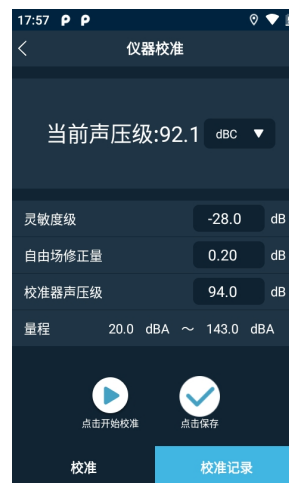 17:57 P P
仪器校准
当前声压级:92.1 dBC
灵敏度级 -28.0 dB
自由场修正量 0.20 dB
校准器声压级 94.0 dB
量程 20.0 dBA ～ 143.0 dBA
点击开始校准 点击保存
校准 校准记录